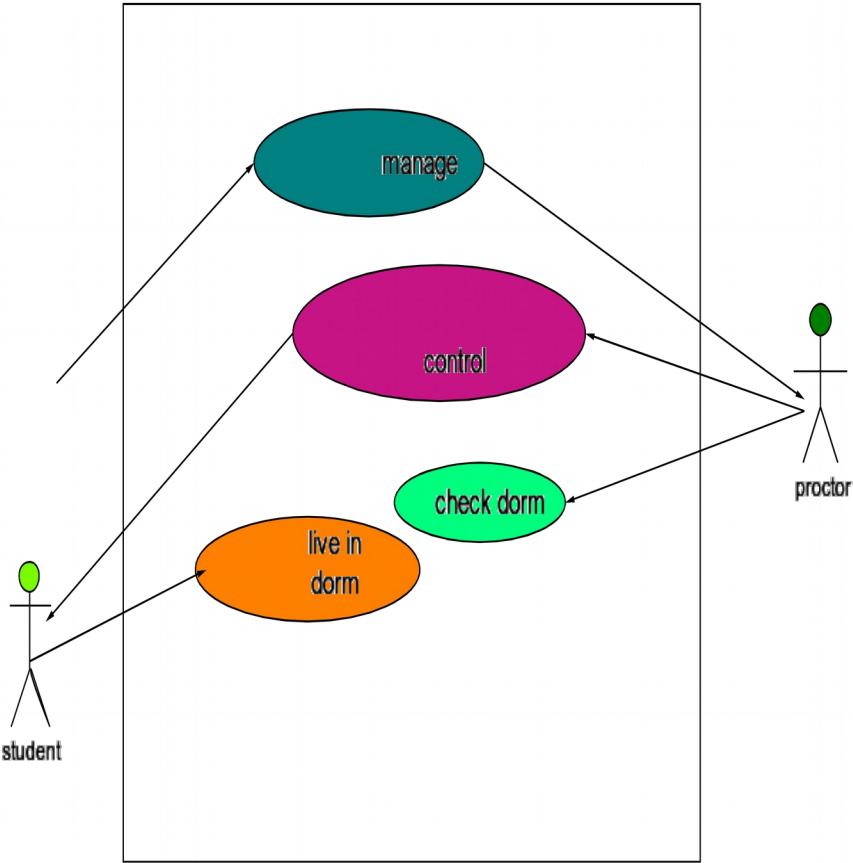 manage
control
proctor
check dorm
live in
dorm
student